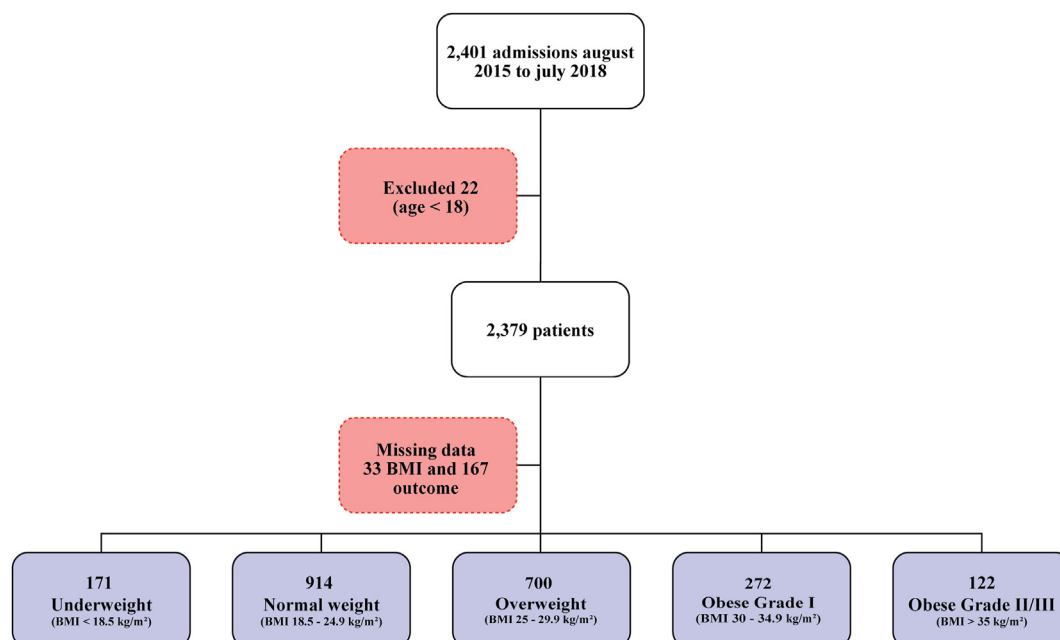 2,401 admissions august
2015 to july 2018
Excluded 22
(age < 18)
2,379 patients
Missing data
33 BMI and 167
outcome
171
Underweight
(BMI < 18.5 kg/m²)
914
Normal weight
(BMI 18.5 - 24.9 kg/m²)
700
Overweight
(BMI 25 - 29.9 kg/m²)
272
Obese Grade I
(BMI 30 - 34.9 kg/m²)
122
Obese Grade II/III
(BMI > 35 kg/m²)